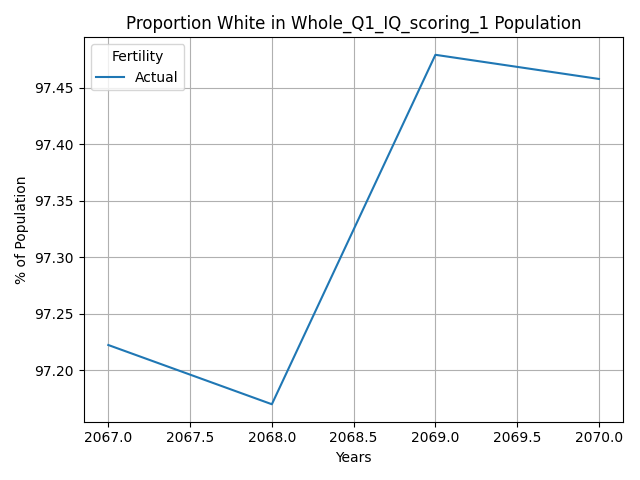 Proportion White in Whole_Q1_IQ_scoring_1 Population
Fertility
Actual
97.45
97.40
97.35
97.30
97.25
97.20
% of Population
2067.0 2067.5 2068.0 2068.5 2069.0 2069.5 2070.0
Years